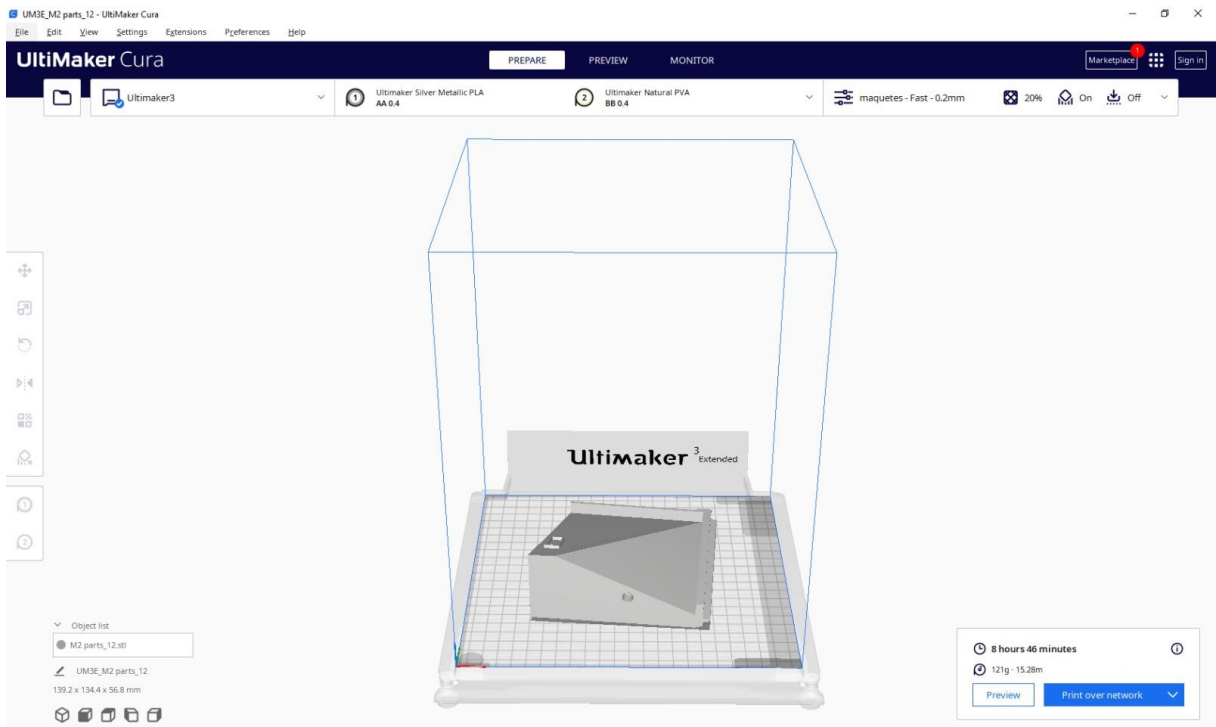 UM3E_M2 parts_12 - UltiMaker Cura
File Edit View Settings Extensions Preferences Help
UltiMaker Cura
PREPARE PREVIEW MONITOR
Marketplace 1 Sign in
Ultimaker3
1 Ultimaker Silver Metallic PLA
AA 0.4
2 Ultimaker Natural PVA
BB 0.4
maquetes - Fast - 0.2mm 20% On Off
Ultimaker 3 Extended
1
2
Object list
M2 parts_12.stl
UM3E_M2 parts_12
139.2 x 134.4 x 56.8 mm
8 hours 46 minutes
121g · 15.28m
Preview Print over network